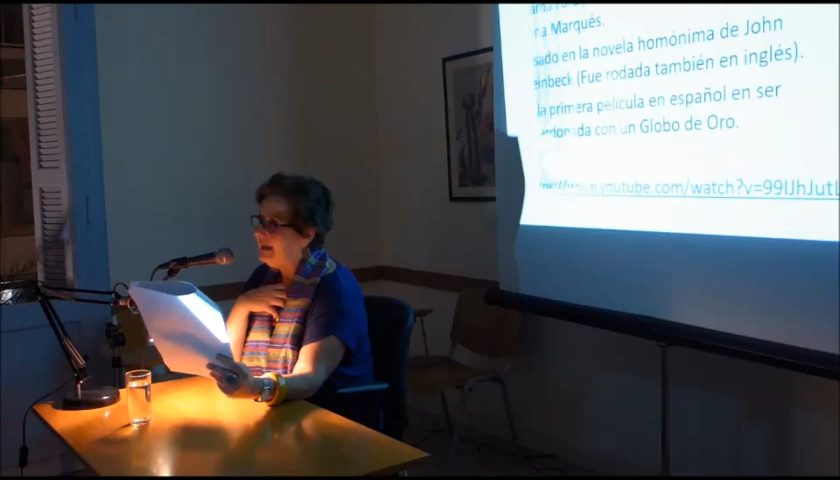 Marqués.
sado en la novela homónima de John
einbeck (Fue rodada también en inglés).
la primera película en español en ser
donada con un Globo de Oro.
youtube.com/watch?v=99IJhJutL